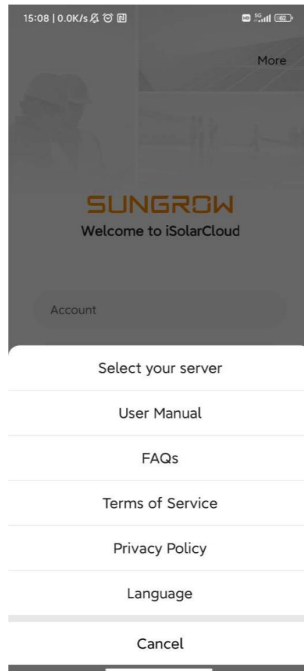 15:08 | 0.0K/s
5G
More
SUNGROW
Welcome to iSolarCloud
Account
Select your server
User Manual
FAQs
Terms of Service
Privacy Policy
Language
Cancel